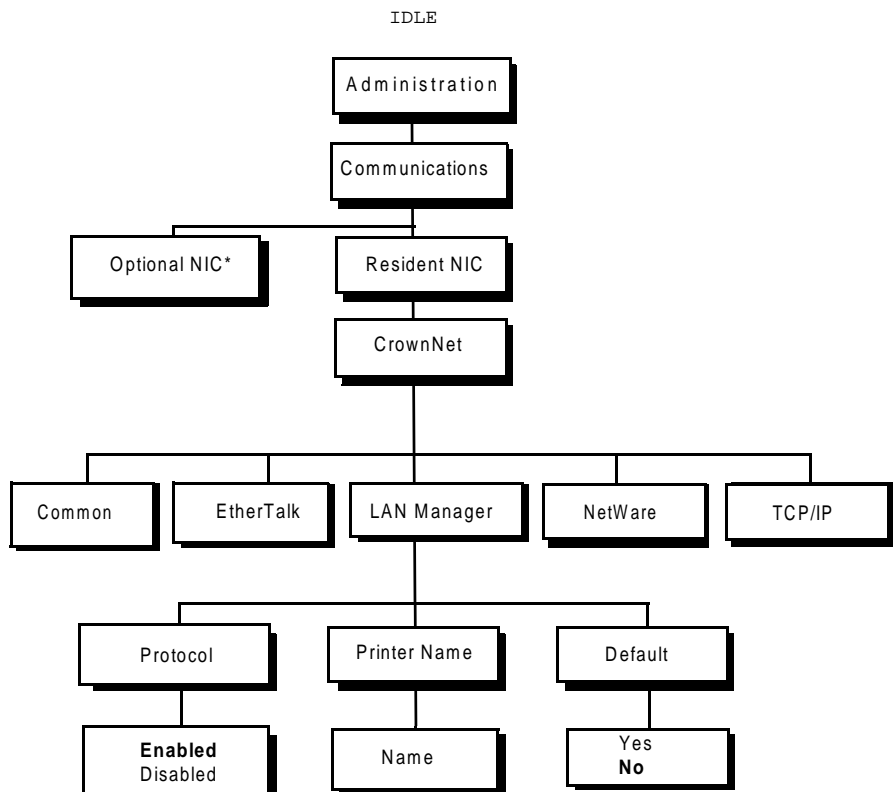 IDLE
Administration
Communications
Optional NIC*
Resident NIC
CrownNet
Common
EtherTalk
LAN Manager
NetWare
TCP/IP
Protocol
Printer Name
Default
Enabled
Disabled
Name
Yes
No